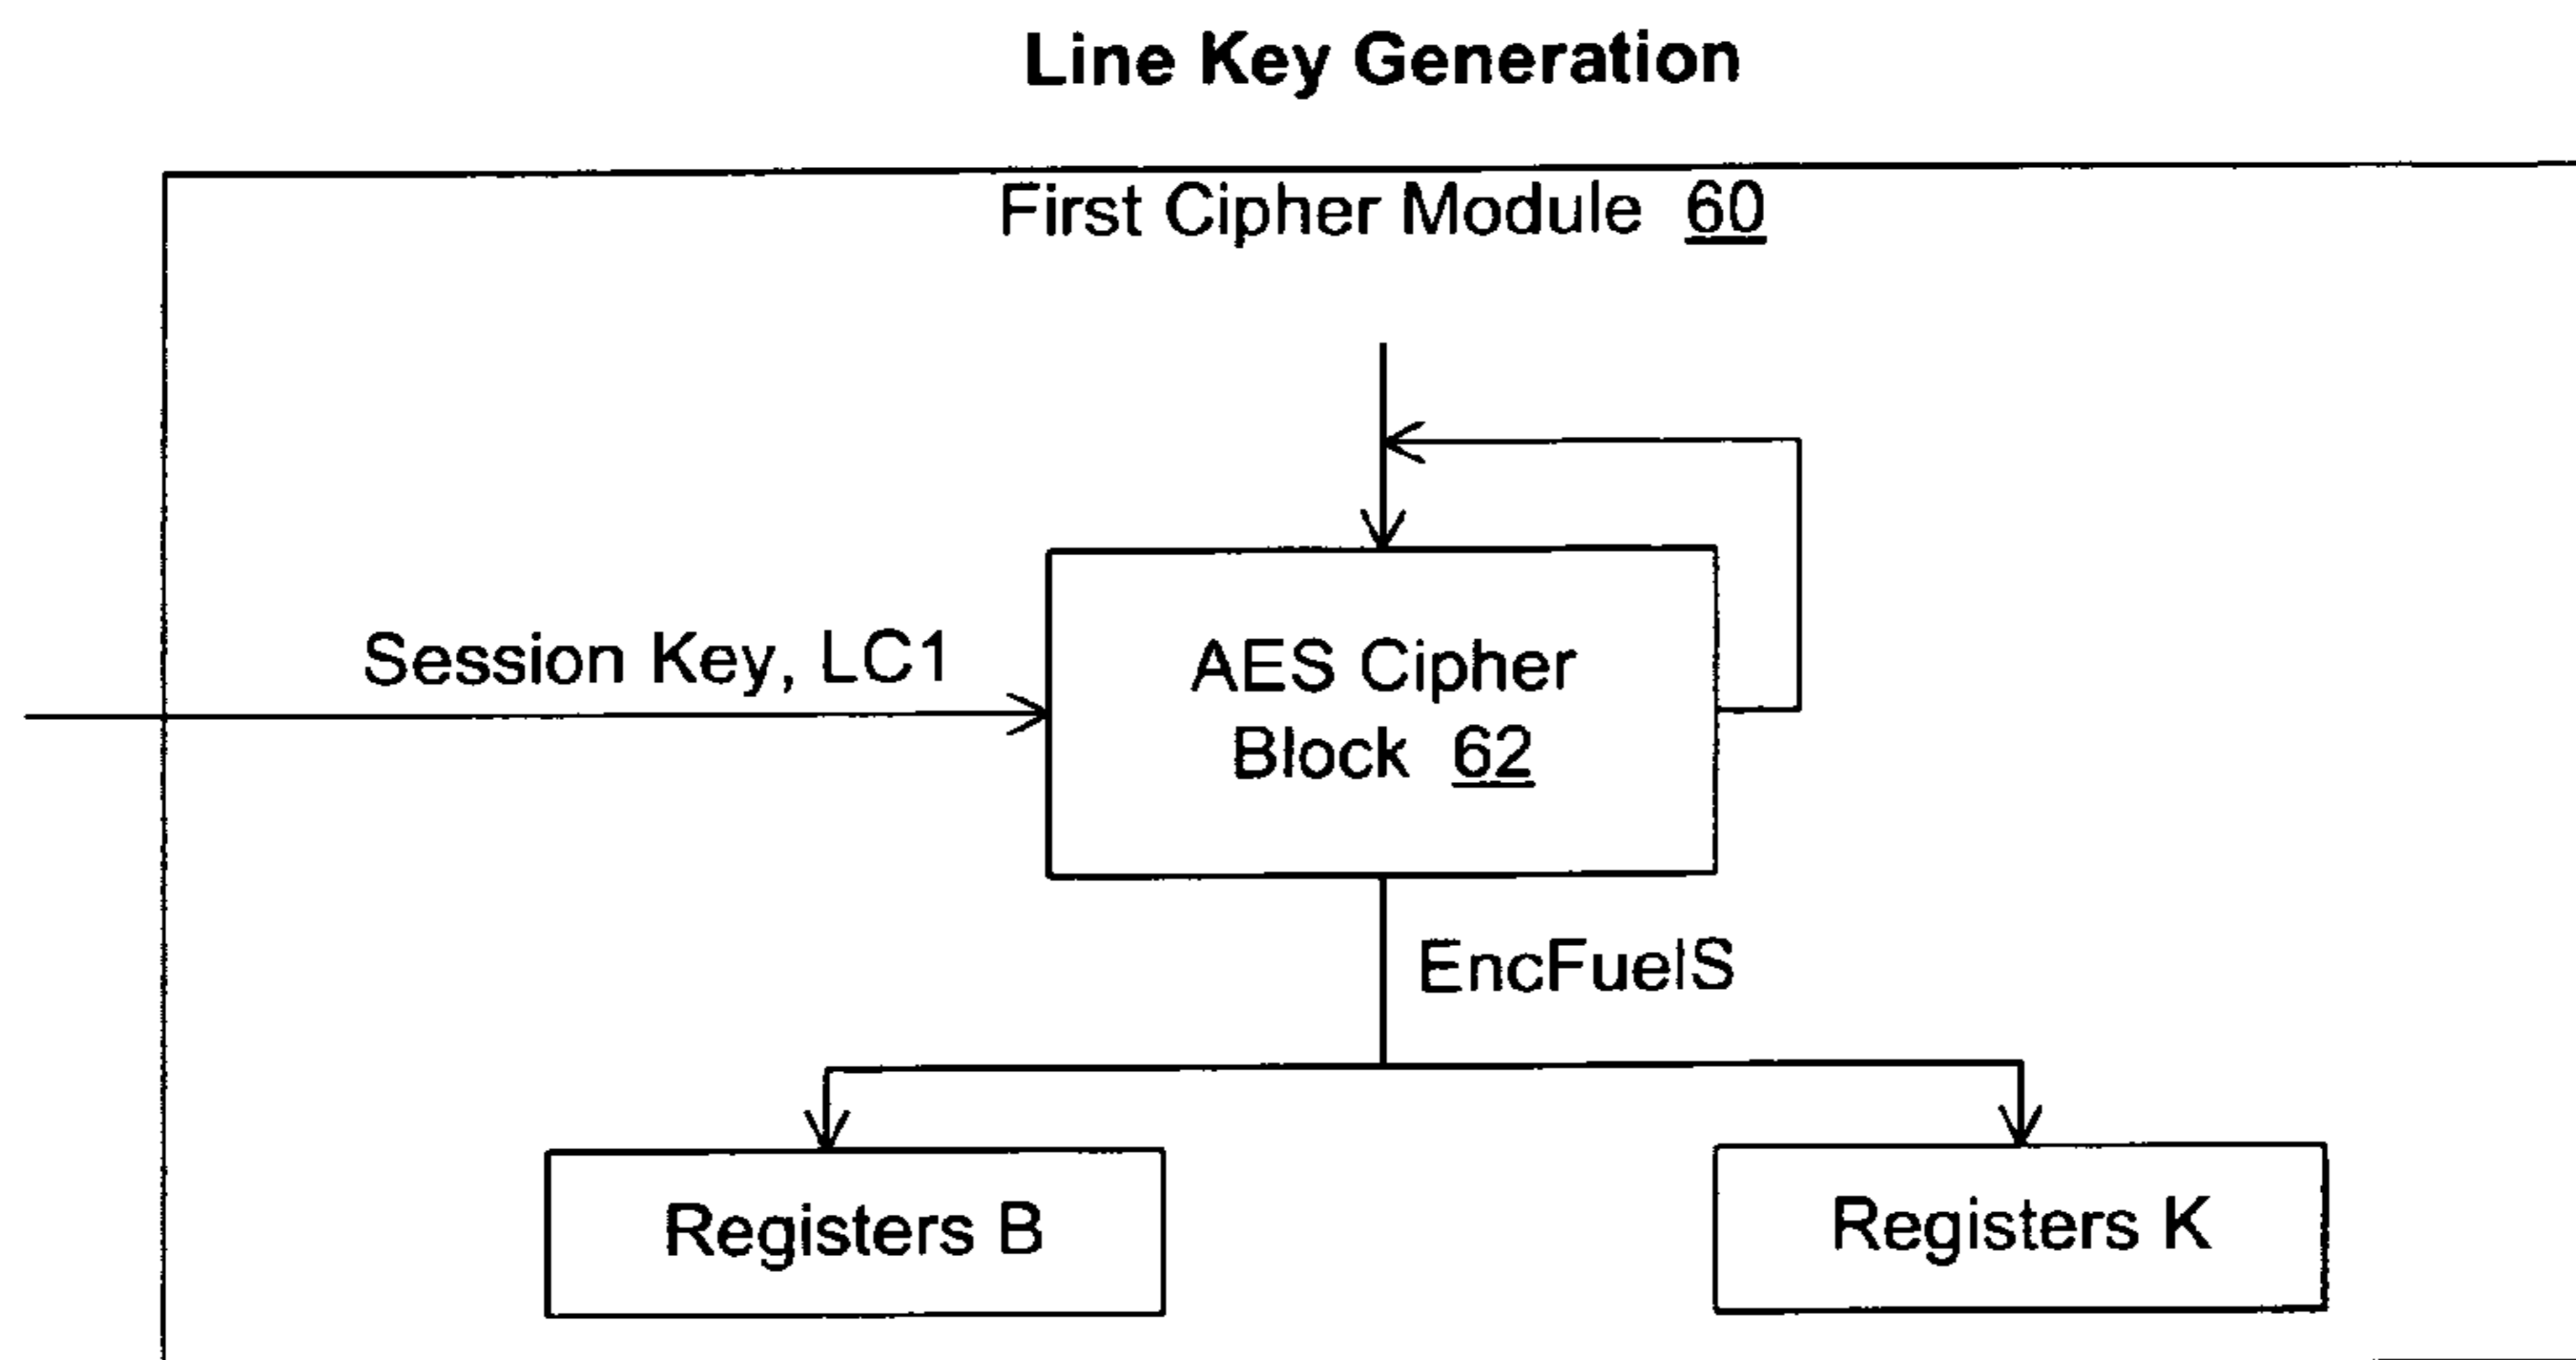 Line Key Generation
First Cipher Module 60
Session Key, LC1
AES Cipher
Block 62
EncFuelS
Registers B
Registers K